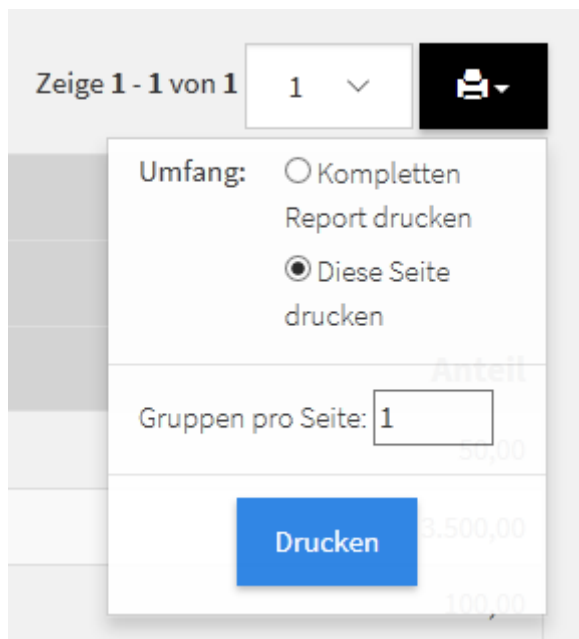 Zeige 1 - 1 von 1 1
Umfang: Kompletten
Report drucken
Diese Seite
drucken
Anteil
Gruppen pro Seite: 1
50,00
Drucken 3.500,00
100,00